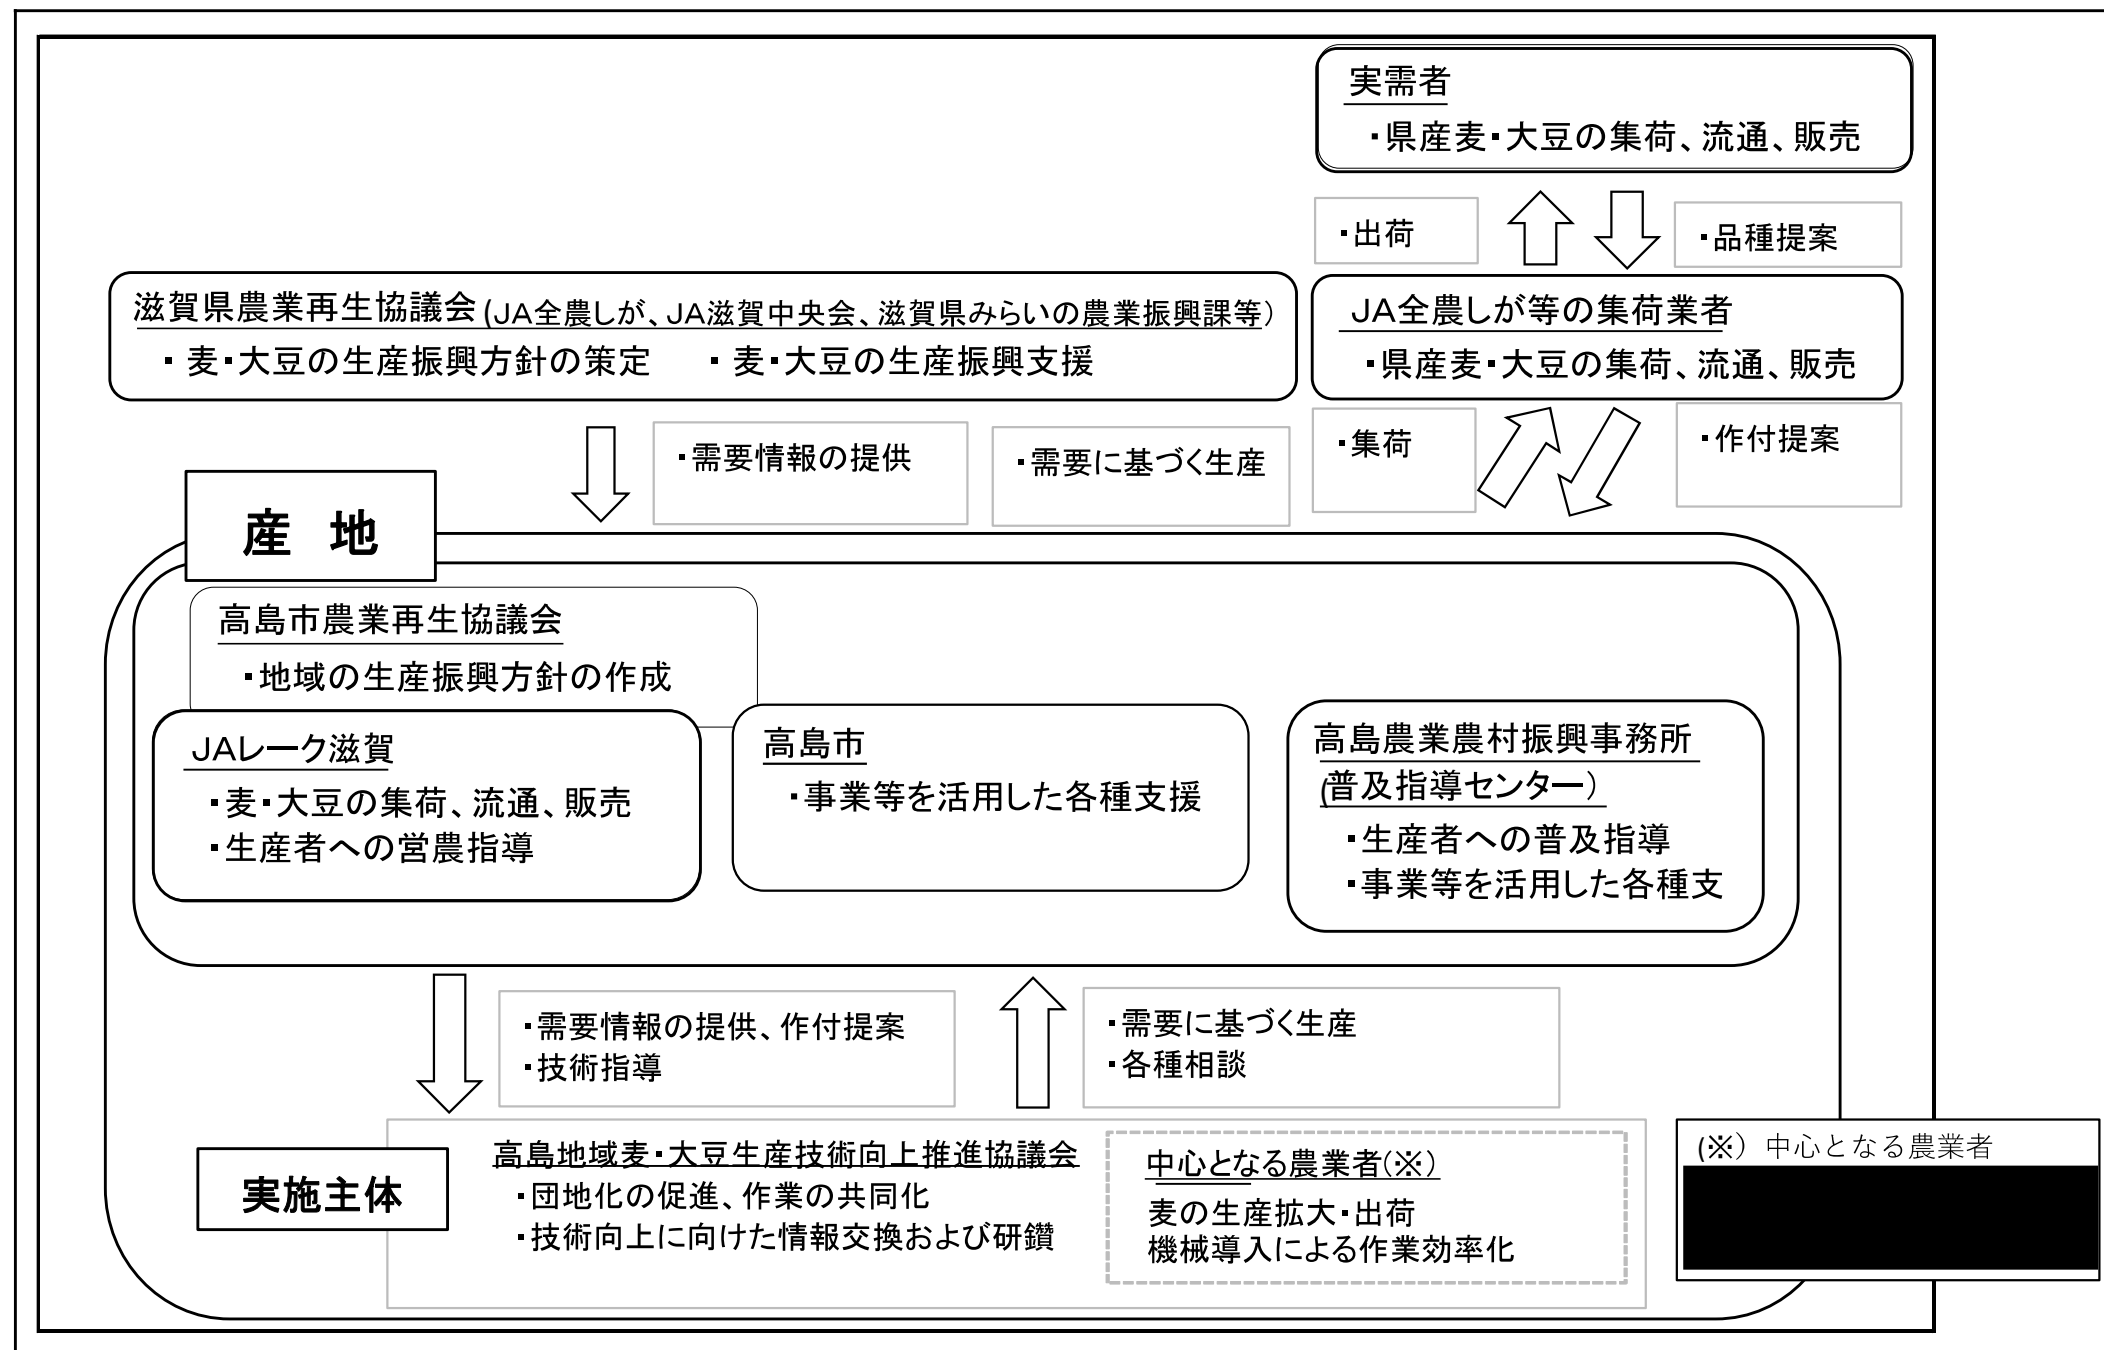 実需者
・県産麦・大豆の集荷、流通、販売
・出荷
・品種提案
滋賀県農業再生協議会(JA全農しが、JA滋賀中央会、滋賀県みらいの農業振興課等)
・麦・大豆の生産振興方針の策定　・麦・大豆の生産振興支援
JA全農しが等の集荷業者
・県産麦・大豆の集荷、流通、販売
・需要情報の提供
・需要に基づく生産
・集荷
・作付提案
産　地
高島市農業再生協議会
・地域の生産振興方針の作成
JAレーク滋賀
・麦・大豆の集荷、流通、販売
・生産者への営農指導
高島市
・事業等を活用した各種支援
高島農業農村振興事務所
(普及指導センター)
・生産者への普及指導
・事業等を活用した各種支
・需要情報の提供、作付提案
・技術指導
・需要に基づく生産
・各種相談
実施主体
高島地域麦・大豆生産技術向上推進協議会
・団地化の促進、作業の共同化
・技術向上に向けた情報交換および研鑽
中心となる農業者(※)
麦の生産拡大・出荷
機械導入による作業効率化
(※) 中心となる農業者